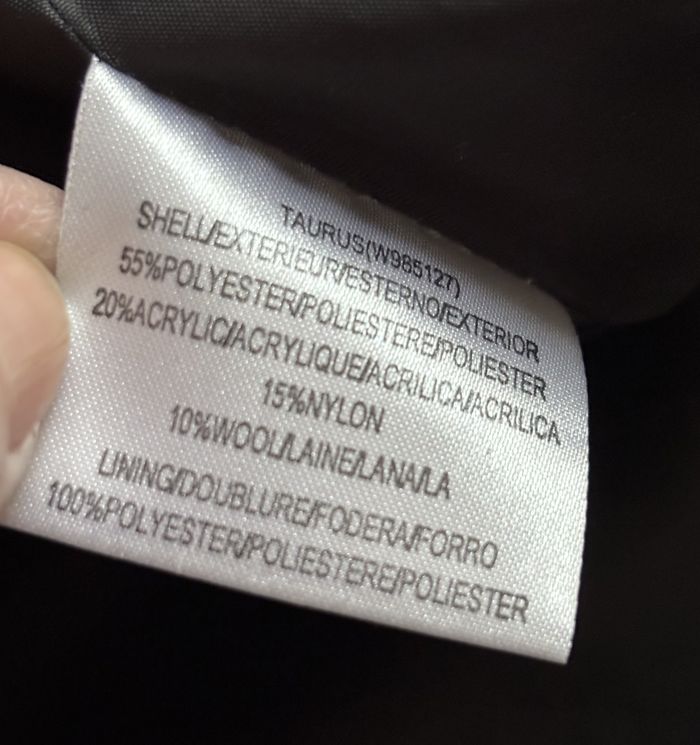 TAURUS(W985127)
SHELL/EXTERIEUR/ESTERNO/EXTERIOR
55%POLYESTER/POLIESTERE/POLIESTER
20%ACRYLIC/ACRYLIQUE/ACRILICA/ACRILICA
15%NYLON
10%WOOL/LAINE/LANA/LA
LINING/DOUBLURE/FODERA/FORRO
100%POLYESTER/POLIESTERE/POLIESTER